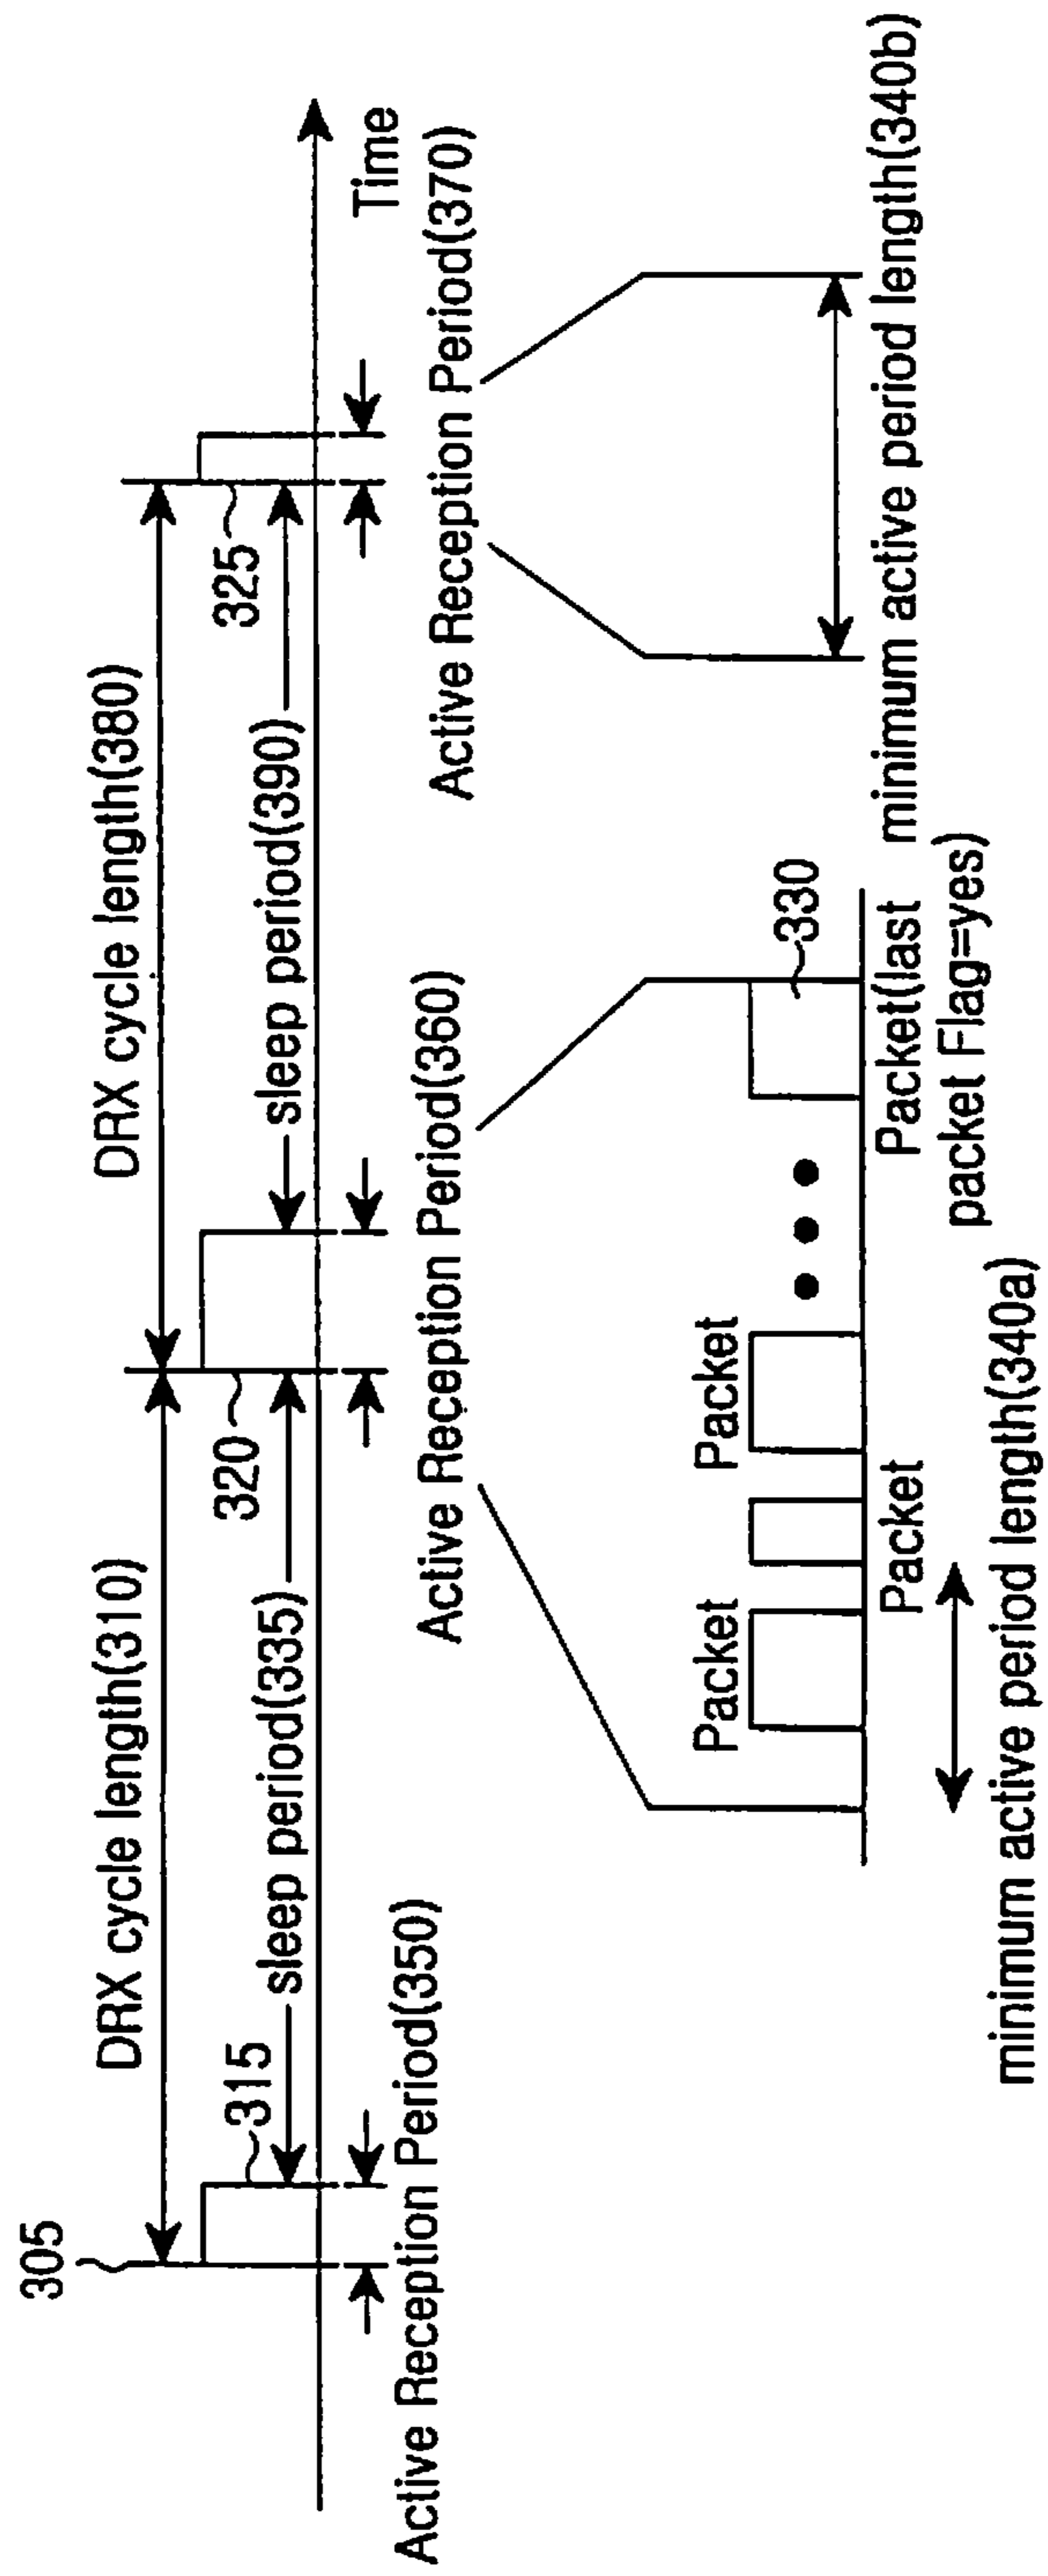 305
DRX cycle length(310)
DRX cycle length(380)
315
sleep period(335)
320
sleep period(390)
325
Time
Active Reception Period(350)
Active Reception Period(360)
Active Reception Period(370)
Packet
Packet
330
Packet
Packet(last
packet Flag=yes)
minimum active period length(340b)
minimum active period length(340a)